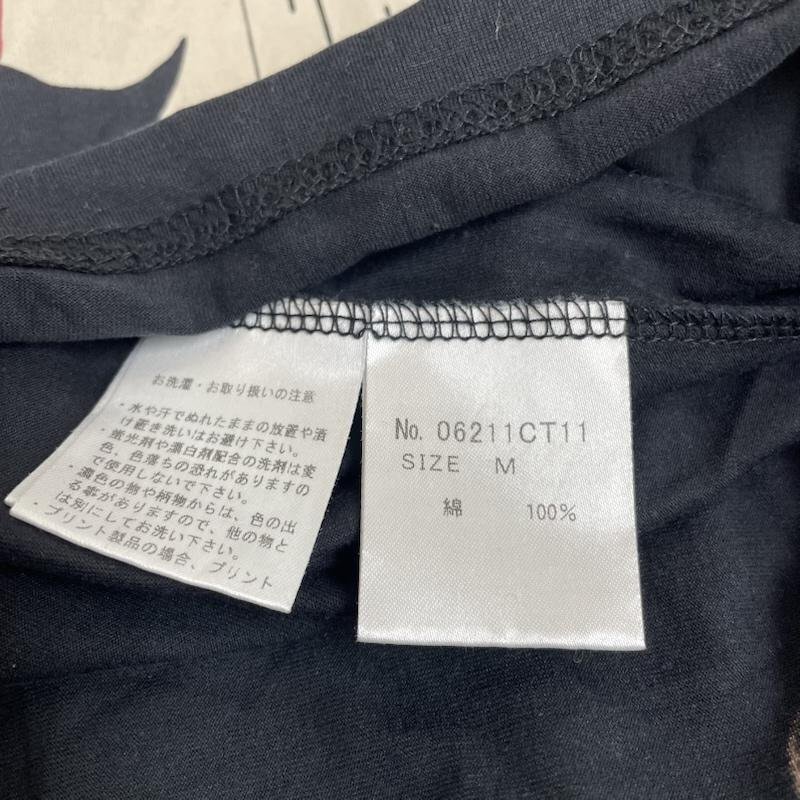 お洗濯・お取り扱いの注意
・水や汗でぬれたままの放置や漬
け置き洗いはお避け下さい。
・蛍光剤や漂白剤配合の洗剤は変
色、色落ちの恐れがありますの
で使用しないで下さい。
・濃色の物や柄物からは、色の出
る事がありますので、他の物と
は別にしてお洗い下さい。
・プリント製品の場合、プリント
No. 06211CT11
SIZE M
綿 100%